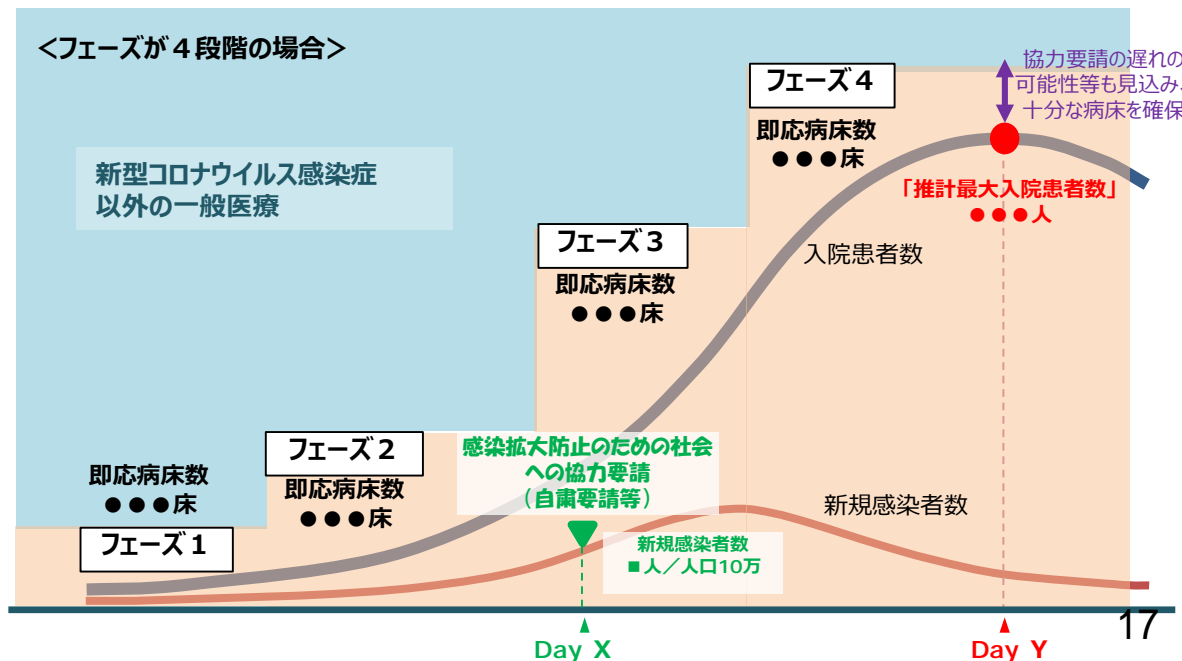 ＜フェーズが４段階の場合＞
協力要請の遅れの
可能性等も見込み、
十分な病床を確保
フェーズ４
即応病床数
●●●床
新型コロナウイルス感染症
以外の一般医療
「推計最大入院患者数」
●●●人
フェーズ３
入院患者数
即応病床数
●●●床
フェーズ２
即応病床数
●●●床
感染拡大防止のための社会
への協力要請
（自粛要請等）
即応病床数
●●●床
フェーズ１
新規感染者数
新規感染者数
■人／人口10万
Day X
Day Y
17